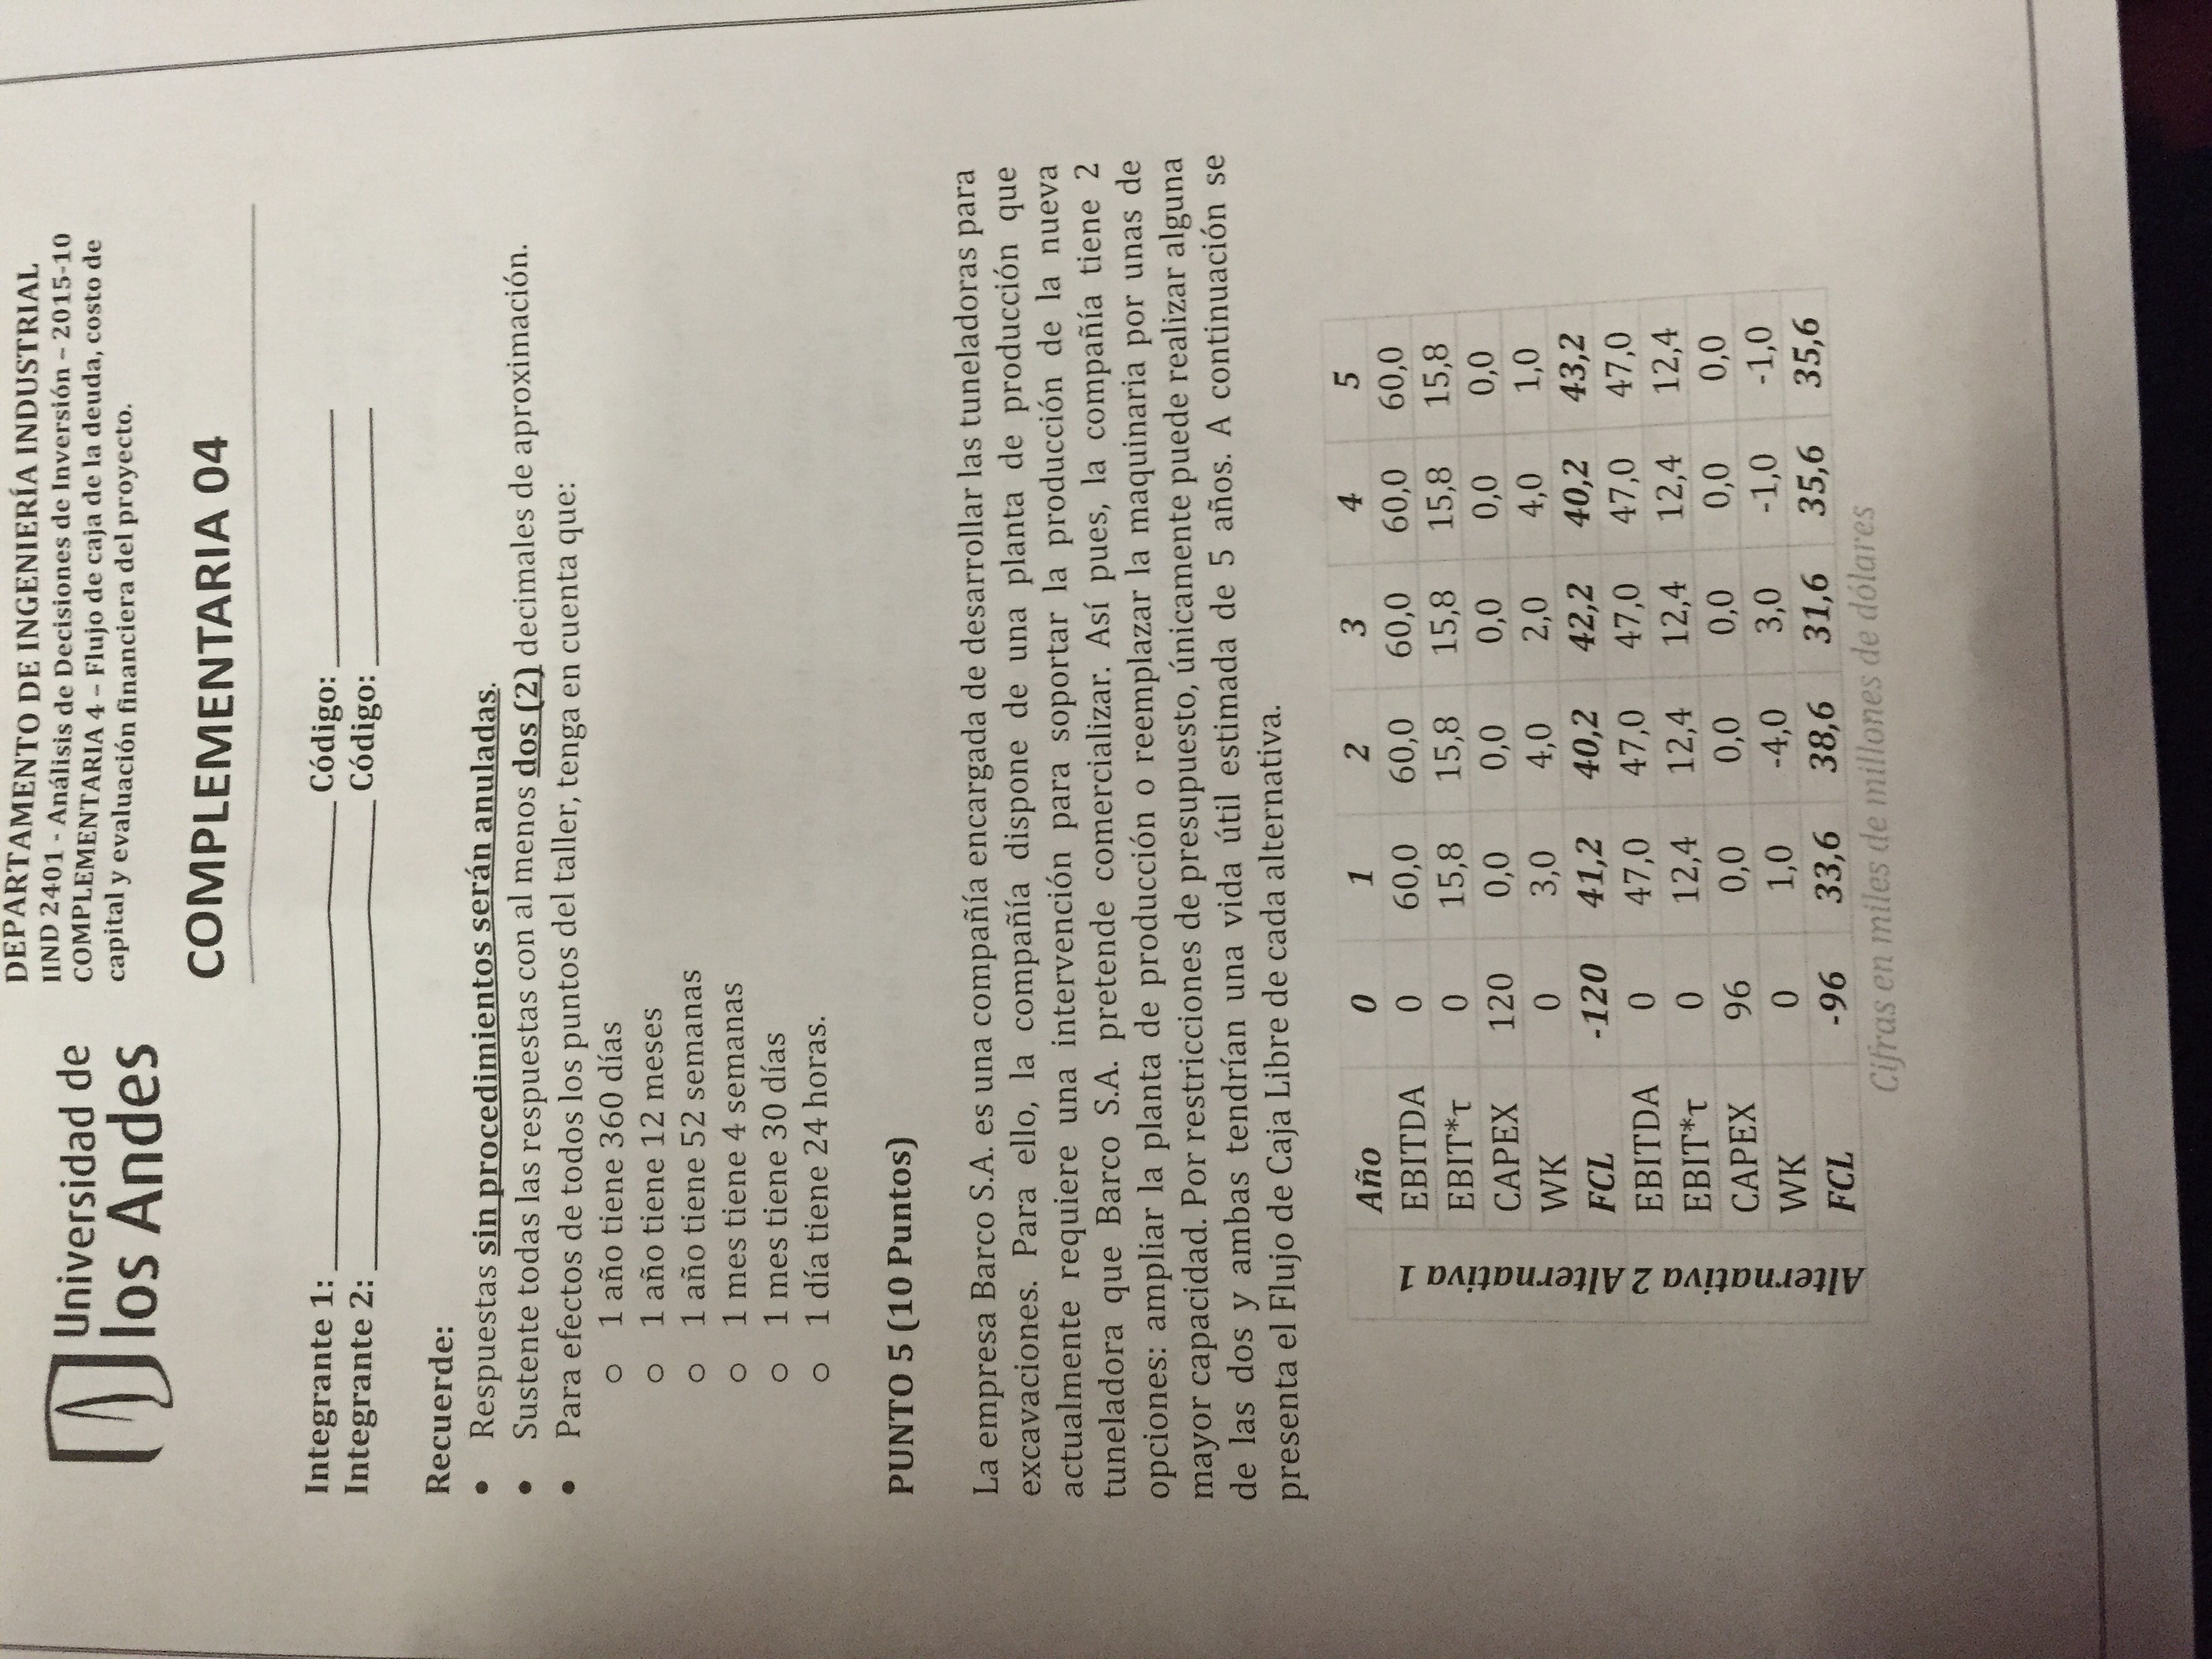 Universidad de
los Andes
DEPARTAMENTO DE INGENIERÍA INDUSTRIAL
IIND 2401 - Análisis de Decisiones de Inversión – 2015-10
COMPLEMENTARIA 4 – Flujo de caja de la deuda, costo de
capital y evaluación financiera del proyecto.
COMPLEMENTARIA 04
Integrante 1: Código:
Integrante 2: Código:
Recuerde:
• Respuestas sin procedimientos serán anuladas.
• Sustente todas las respuestas con al menos dos (2) decimales de aproximación.
• Para efectos de todos los puntos del taller, tenga en cuenta que:
o 1 año tiene 360 días
o 1 año tiene 12 meses
o 1 año tiene 52 semanas
o 1 mes tiene 4 semanas
o 1 mes tiene 30 días
o 1 día tiene 24 horas.
PUNTO 5 (10 Puntos)
La empresa Barco S.A. es una compañía encargada de desarrollar las tuneladoras para
excavaciones. Para ello, la compañía dispone de una planta de producción que
actualmente requiere una intervención para soportar la producción de la nueva
tuneladora que Barco S.A. pretende comercializar. Así pues, la compañía tiene 2
opciones: ampliar la planta de producción o reemplazar la maquinaria por unas de
mayor capacidad. Por restricciones de presupuesto, únicamente puede realizar alguna
de las dos y ambas tendrían una vida útil estimada de 5 años. A continuación se
presenta el Flujo de Caja Libre de cada alternativa.
Año 0 1 2 3 4 5
Alternativa 1
EBITDA 0 60,0 60,0 60,0 60,0 60,0
EBIT*τ 0 15,8 15,8 15,8 15,8 15,8
CAPEX 120 0,0 0,0 0,0 0,0 0,0
WK 0 3,0 4,0 2,0 4,0 1,0
FCL -120 41,2 40,2 42,2 40,2 43,2
Alternativa 2
EBITDA 0 47,0 47,0 47,0 47,0 47,0
EBIT*τ 0 12,4 12,4 12,4 12,4 12,4
CAPEX 96 0,0 0,0 0,0 0,0 0,0
WK 0 1,0 -4,0 3,0 -1,0 -1,0
FCL -96 33,6 38,6 31,6 35,6 35,6
Cifras en miles de millones de dólares